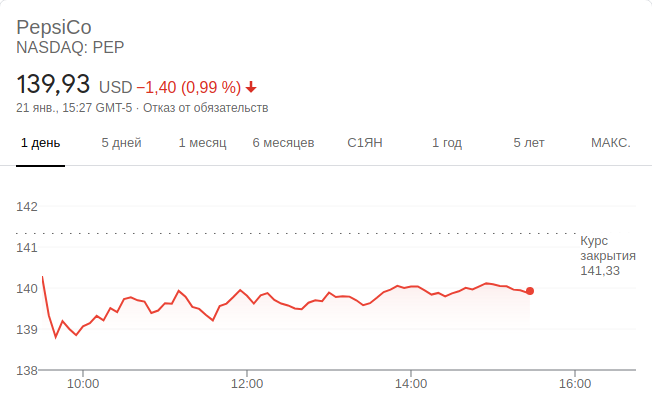 PepsiCo
NASDAQ: PEP
139,93 USD −1,40 (0,99 %)
21 янв., 15:27 GMT-5 · Отказ от обязательств
1 день 5 дней 1 месяц 6 месяцев С1ЯН 1 год 5 лет МАКС.
142
141
140
139
138
Курс
закрытия
141,33
10:00 12:00 14:00 16:00